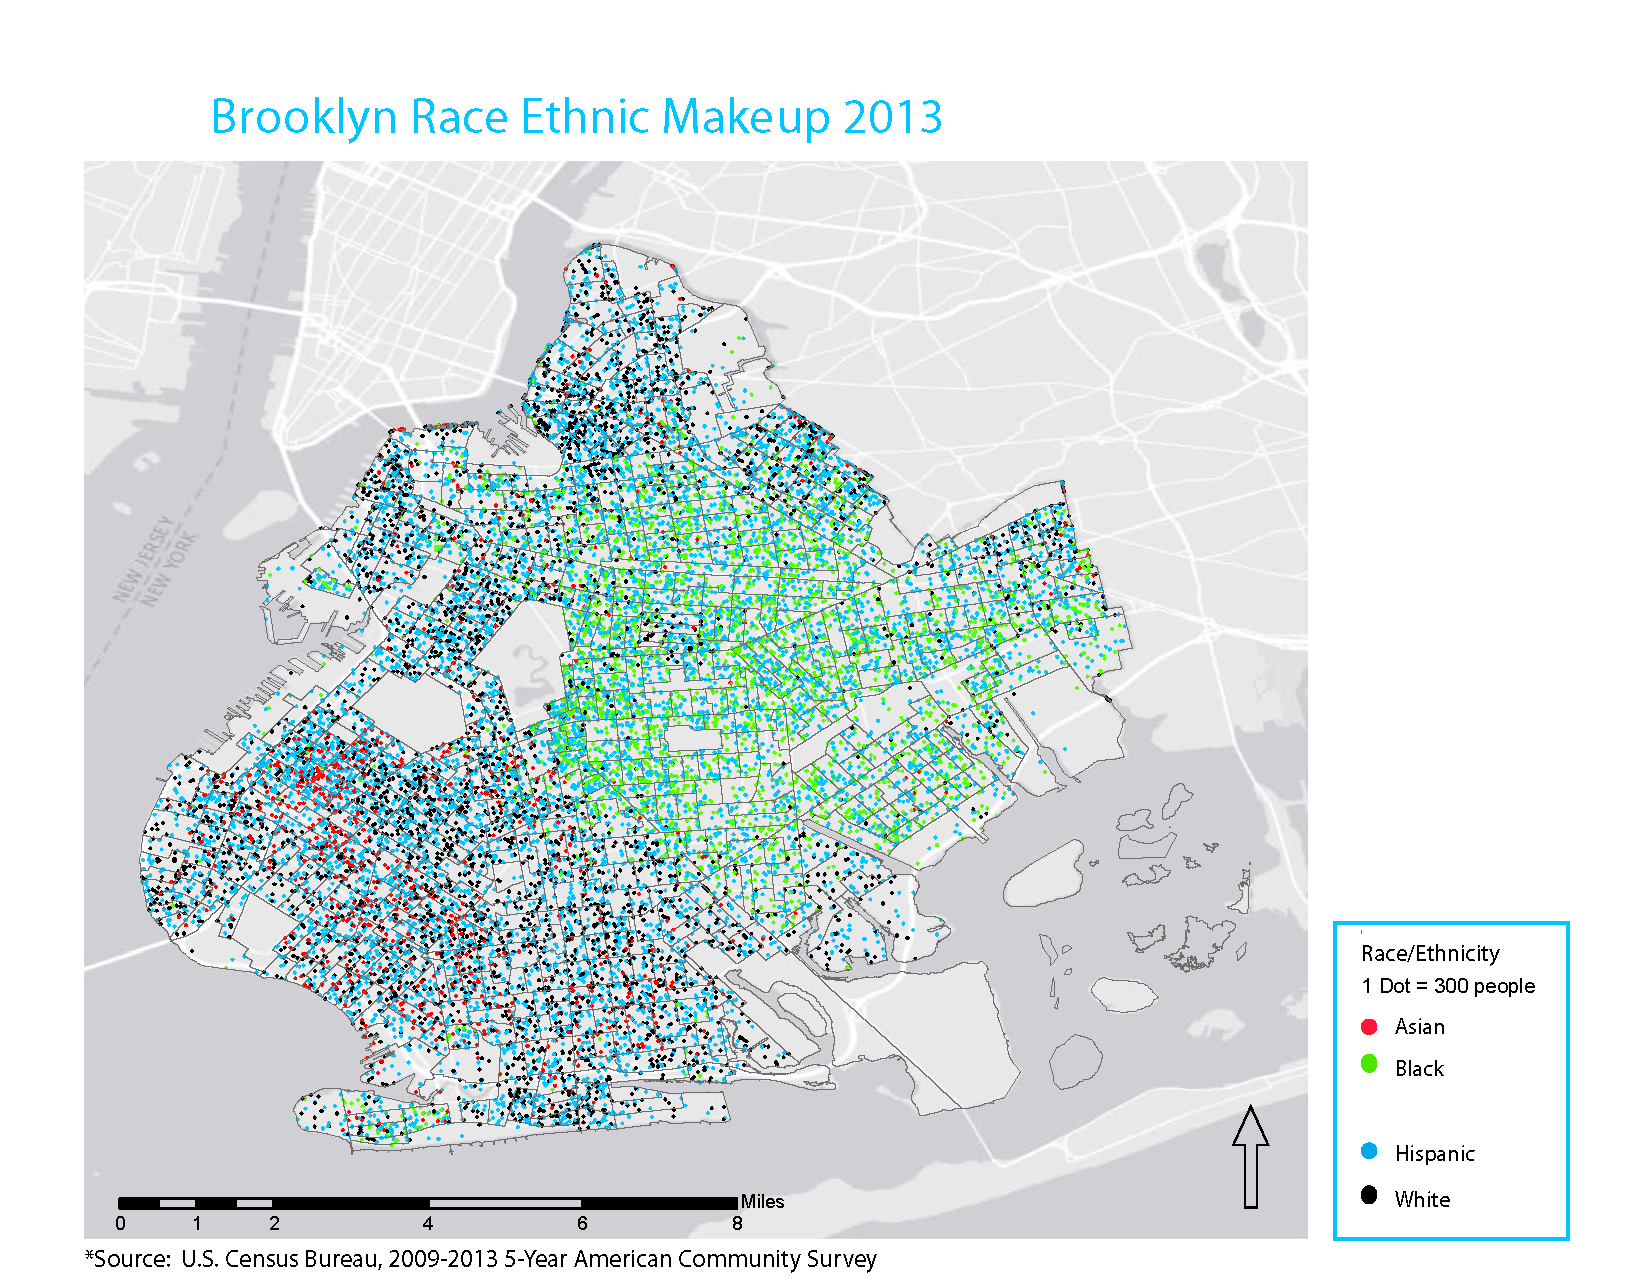 Brooklyn Race Ethnic Makeup 2013
NEW JERSEY
NEW YORK
Race/Ethnicity
1 Dot = 300 people
Asian
Black
Hispanic
White
Miles
0 1 2 4 6 8
*Source: U.S. Census Bureau, 2009-2013 5-Year American Community Survey